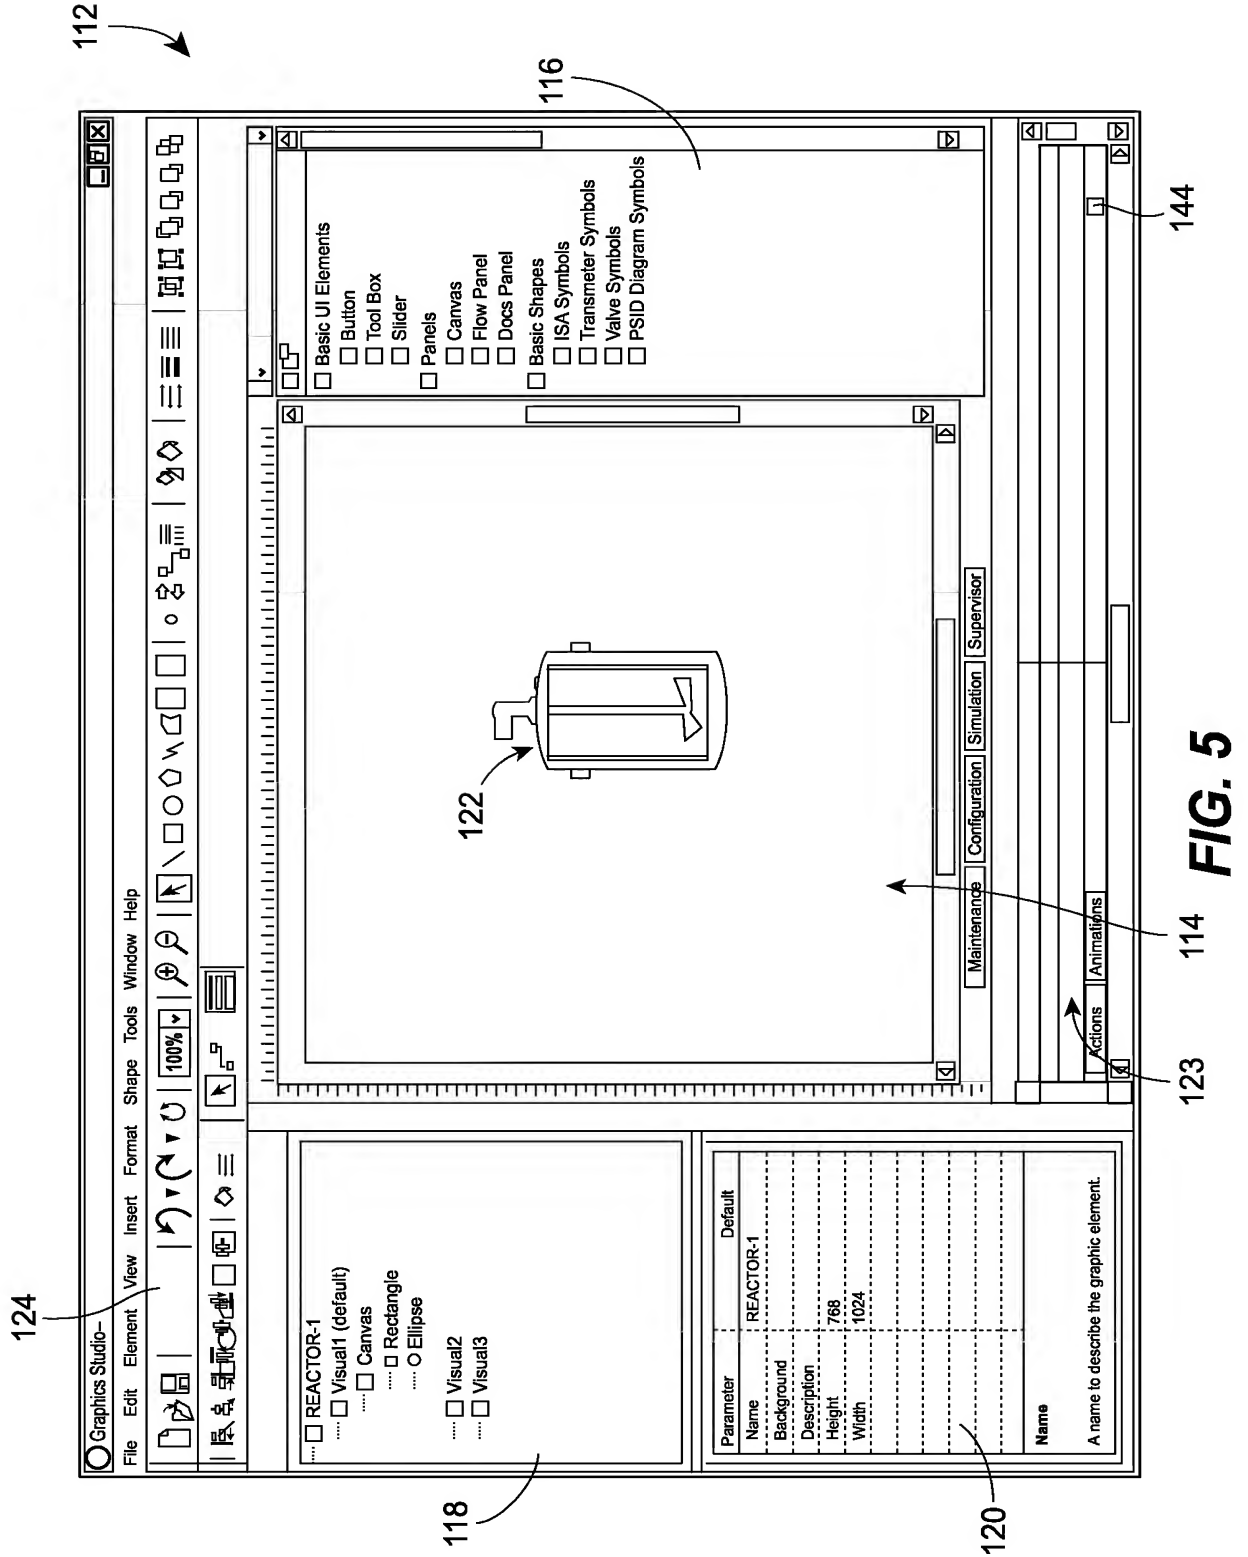 112
124
Graphics Studio–
File Edit Element View Insert Format Shape Tools Window Help
100%
118
REACTOR-1
Visual1 (default)
Canvas
Rectangle
Ellipse
Visual2
Visual3
122
116
Basic UI Elements
Button
Tool Box
Slider
Panels
Canvas
Flow Panel
Docs Panel
Basic Shapes
ISA Symbols
Transmeter Symbols
Valve Symbols
PSID Diagram Symbols
Maintenance Configuration Simulation Supervisor
120
Parameter Default
Name REACTOR-1
Background
Description
Height 768
Width 1024
Name
A name to describe the graphic element.
Actions Animations
123
114
144
FIG. 5